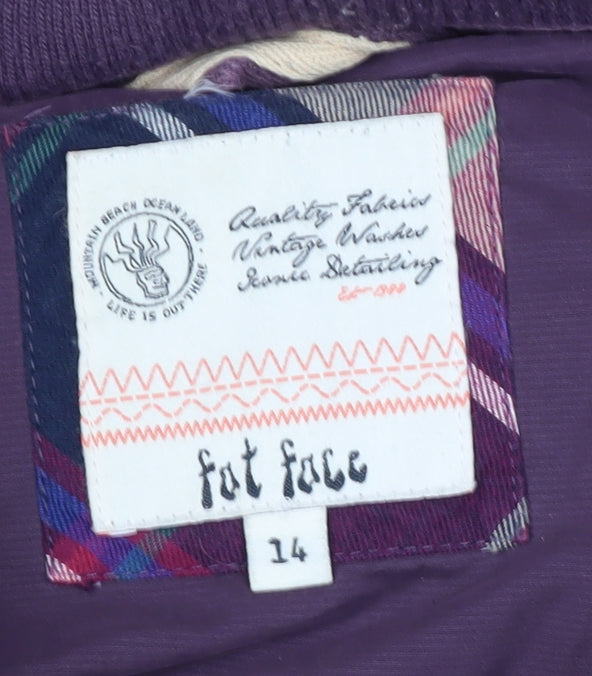 MOUNTAIN BEACH OCEAN LAND
LIFE IS OUT THERE
Quality Fabrics
Vintage Washes
Iconic Detailing
fat face
14